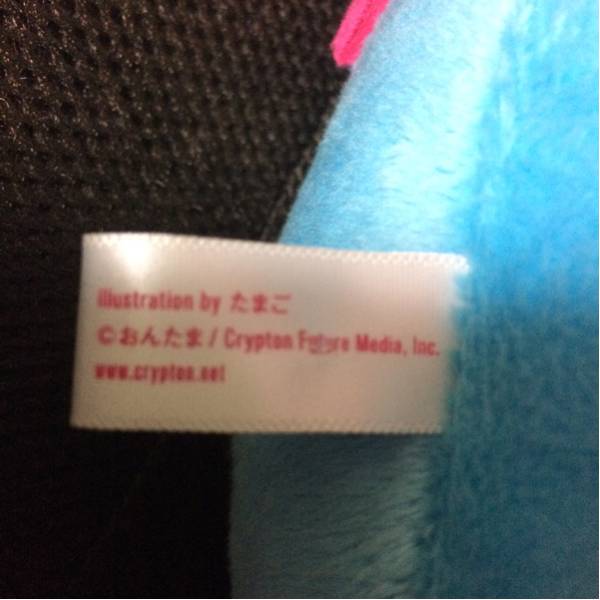 illustration by たまご
©おんたま / Crypton Future Media, Inc.
www.crypton.net